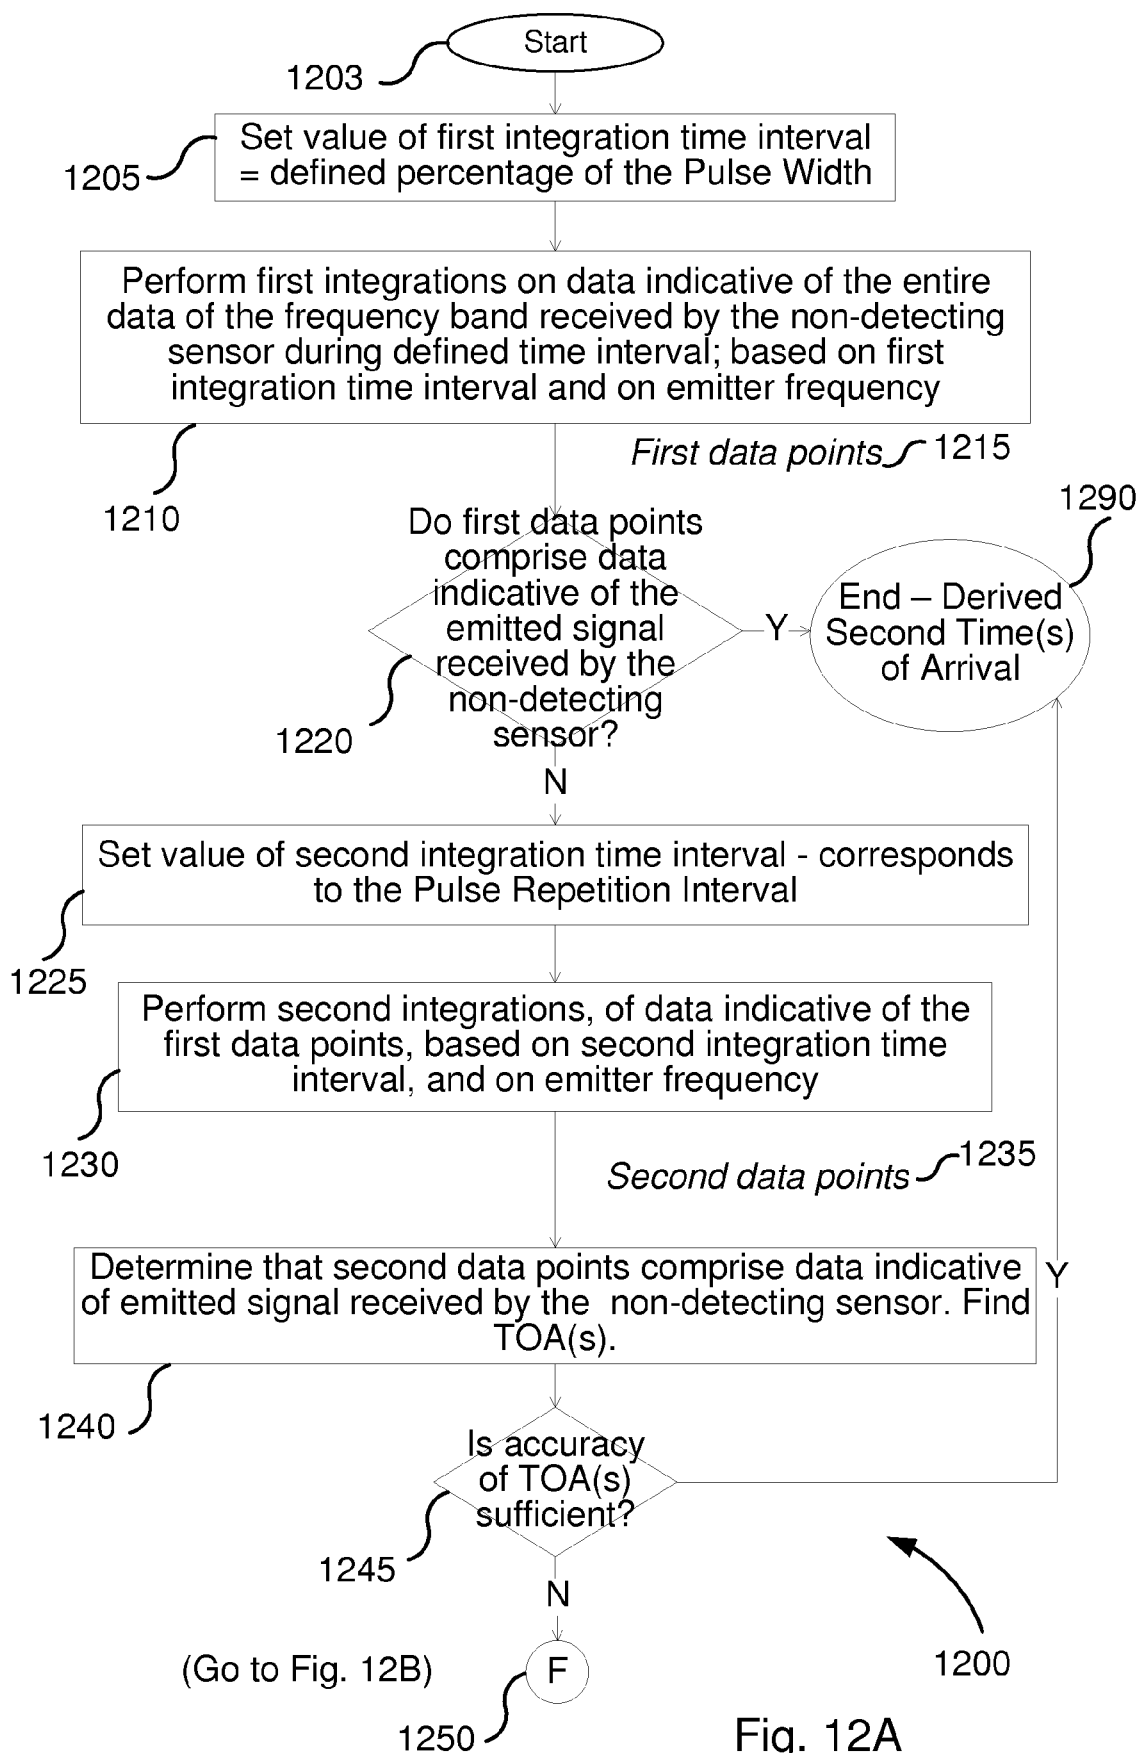 Start
1203
Set value of first integration time interval
= defined percentage of the Pulse Width
1205
Perform first integrations on data indicative of the entire
data of the frequency band received by the non-detecting
sensor during defined time interval; based on first
integration time interval and on emitter frequency
First data points
1215
1210
1290
Do first data points
comprise data
indicative of the
emitted signal
received by the
non-detecting
sensor?
Y
End – Derived
Second Time(s)
of Arrival
1220
N
Set value of second integration time interval - corresponds
to the Pulse Repetition Interval
1225
Perform second integrations, of data indicative of the
first data points, based on second integration time
interval, and on emitter frequency
1230
Second data points
1235
Determine that second data points comprise data indicative
of emitted signal received by the non-detecting sensor. Find
TOA(s).
Y
1240
Is accuracy
of TOA(s)
sufficient?
1245
N
(Go to Fig. 12B)
F
1200
1250
Fig. 12A